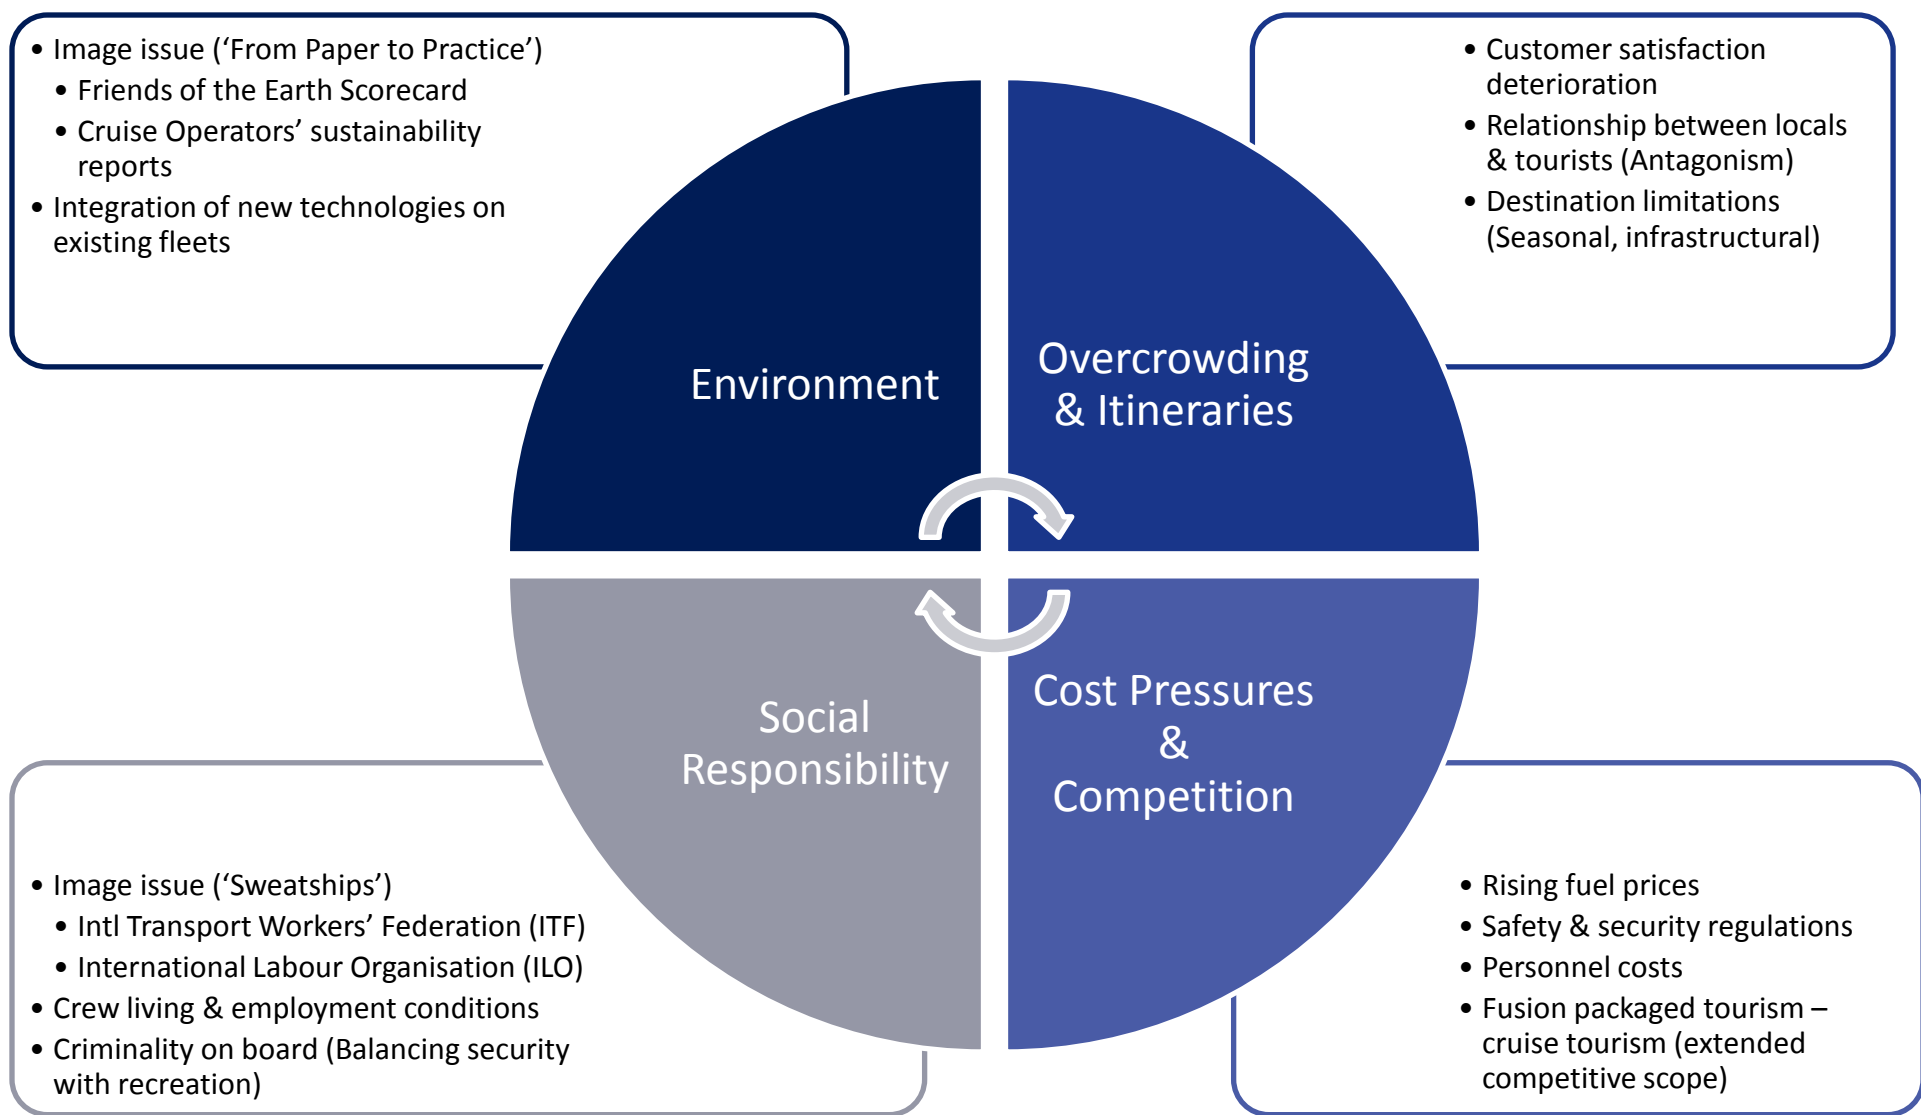 • Image issue (‘From Paper to Practice’)
• Friends of the Earth Scorecard
• Cruise Operators’ sustainability
reports
• Integration of new technologies on
existing fleets
• Customer satisfaction
deterioration
• Relationship between locals
& tourists (Antagonism)
• Destination limitations
(Seasonal, infrastructural)
Environment
Overcrowding
& Itineraries
Social
Responsibility
Cost Pressures
&
Competition
• Image issue (‘Sweatships’)
• Intl Transport Workers’ Federation (ITF)
• International Labour Organisation (ILO)
• Crew living & employment conditions
• Criminality on board (Balancing security
with recreation)
• Rising fuel prices
• Safety & security regulations
• Personnel costs
• Fusion packaged tourism –
cruise tourism (extended
competitive scope)